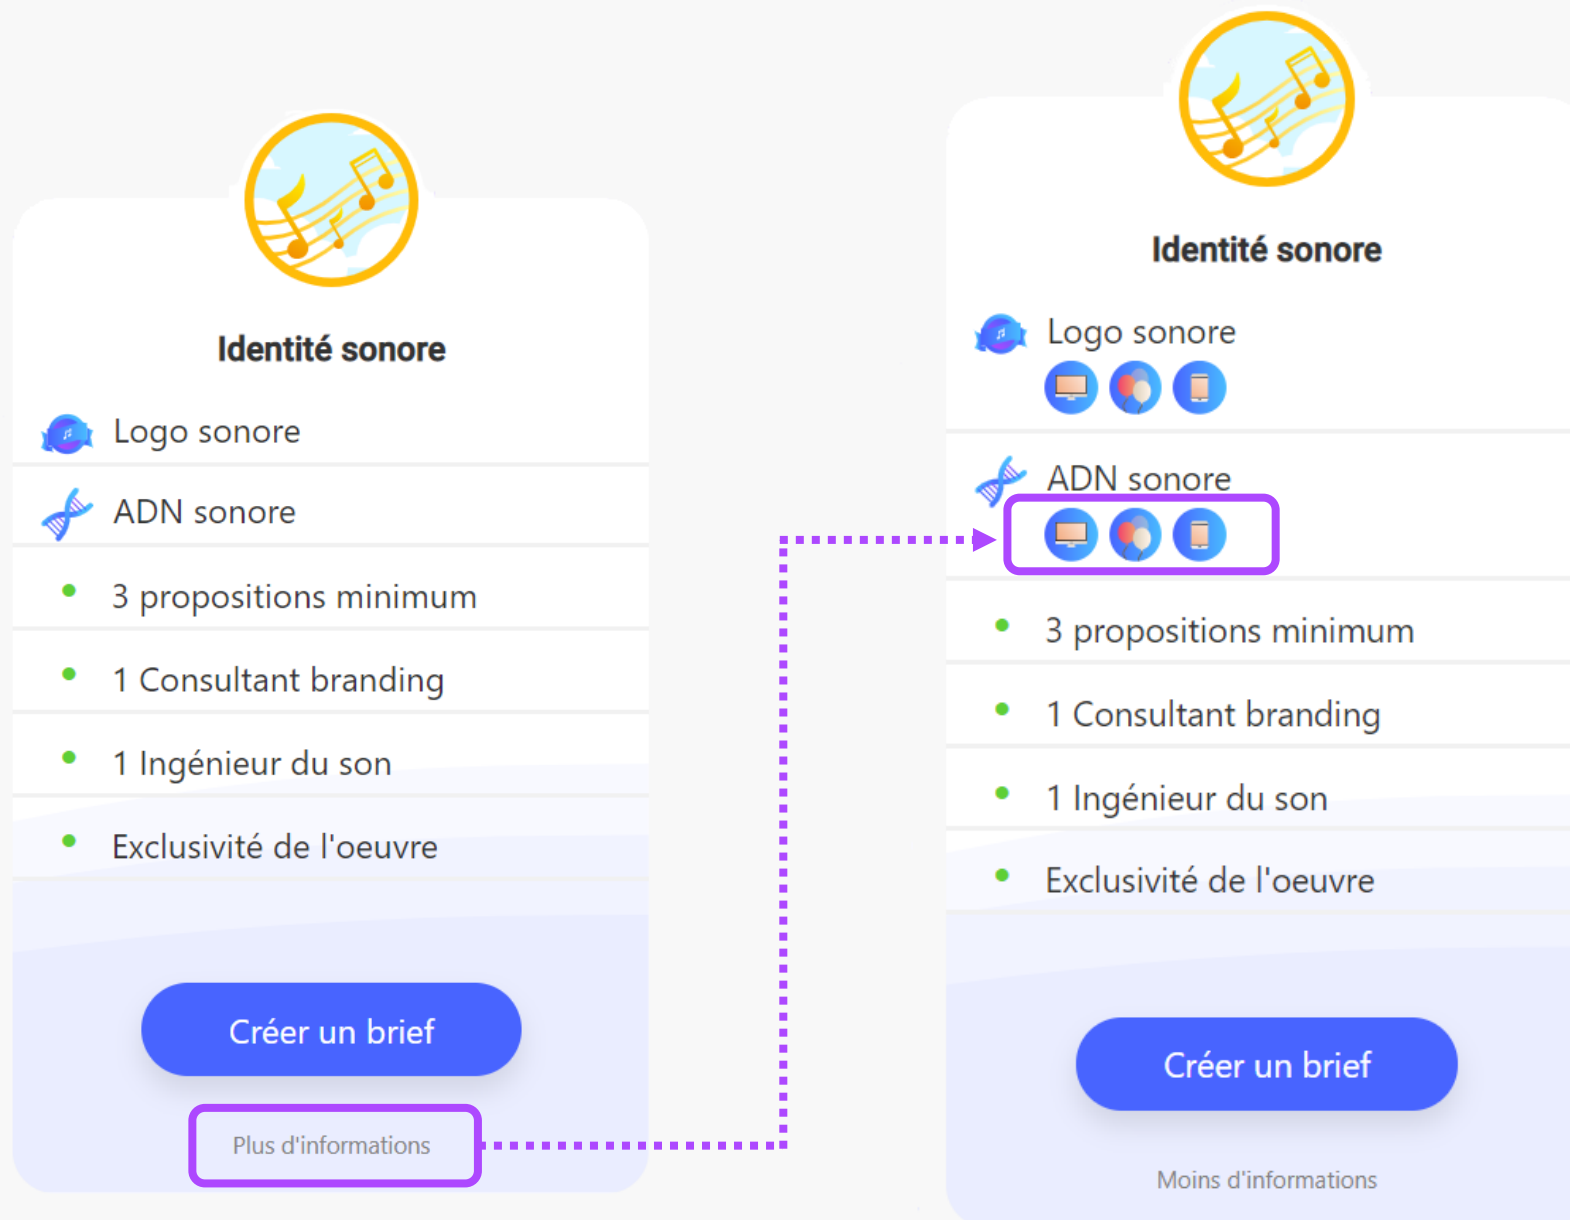 Identité sonore
Logo sonore
ADN sonore
3 propositions minimum
1 Consultant branding
1 Ingénieur du son
Exclusivité de l'oeuvre
Créer un brief
Plus d'informations
Identité sonore
Logo sonore
ADN sonore
3 propositions minimum
1 Consultant branding
1 Ingénieur du son
Exclusivité de l'oeuvre
Créer un brief
Moins d'informations